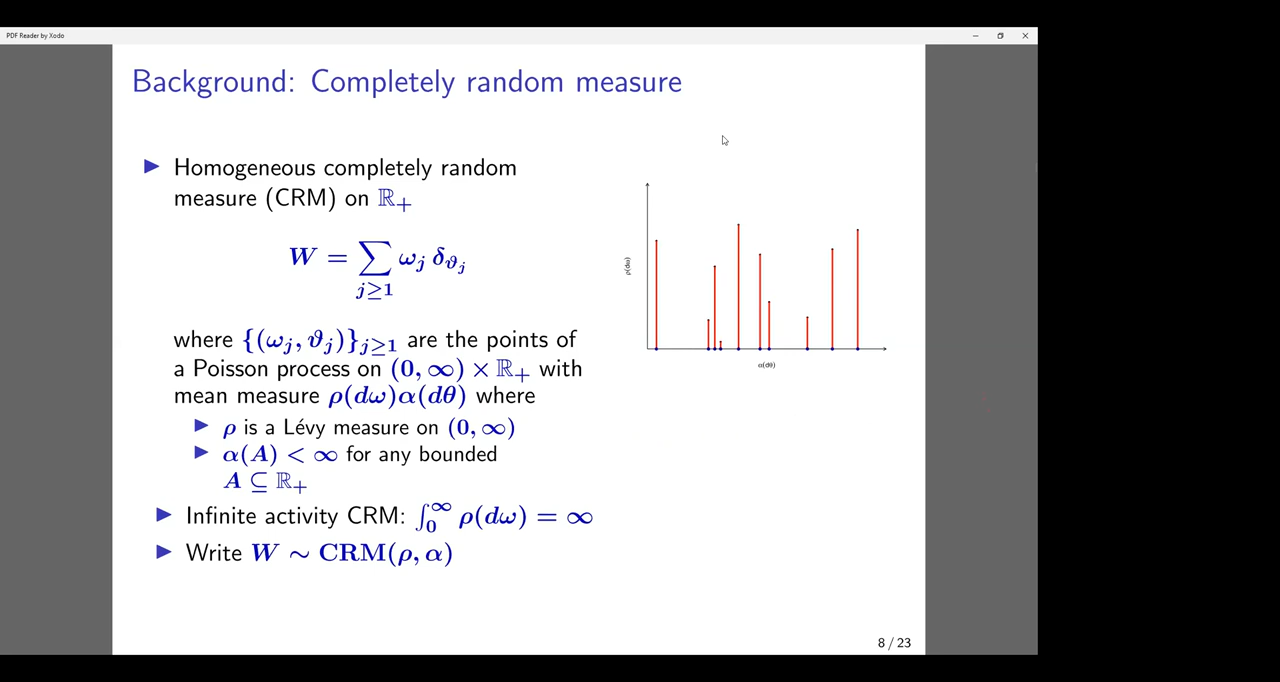 PDF Reader by Xodo
Background: Completely random measure
▶ Homogeneous completely random
measure (CRM) on ℝ₊
W = ∑_{j≥1} ω_j δ_{ϑ_j}
where {(ω_j, ϑ_j)}_{j≥1} are the points of
a Poisson process on (0, ∞) × ℝ₊ with
mean measure ρ(dω)α(dθ) where
▶ ρ is a Lévy measure on (0, ∞)
▶ α(A) < ∞ for any bounded
A ⊆ ℝ₊
▶ Infinite activity CRM: ∫₀^∞ ρ(dω) = ∞
▶ Write W ∼ CRM(ρ, α)
ρ(dω)
α(dθ)
8 / 23